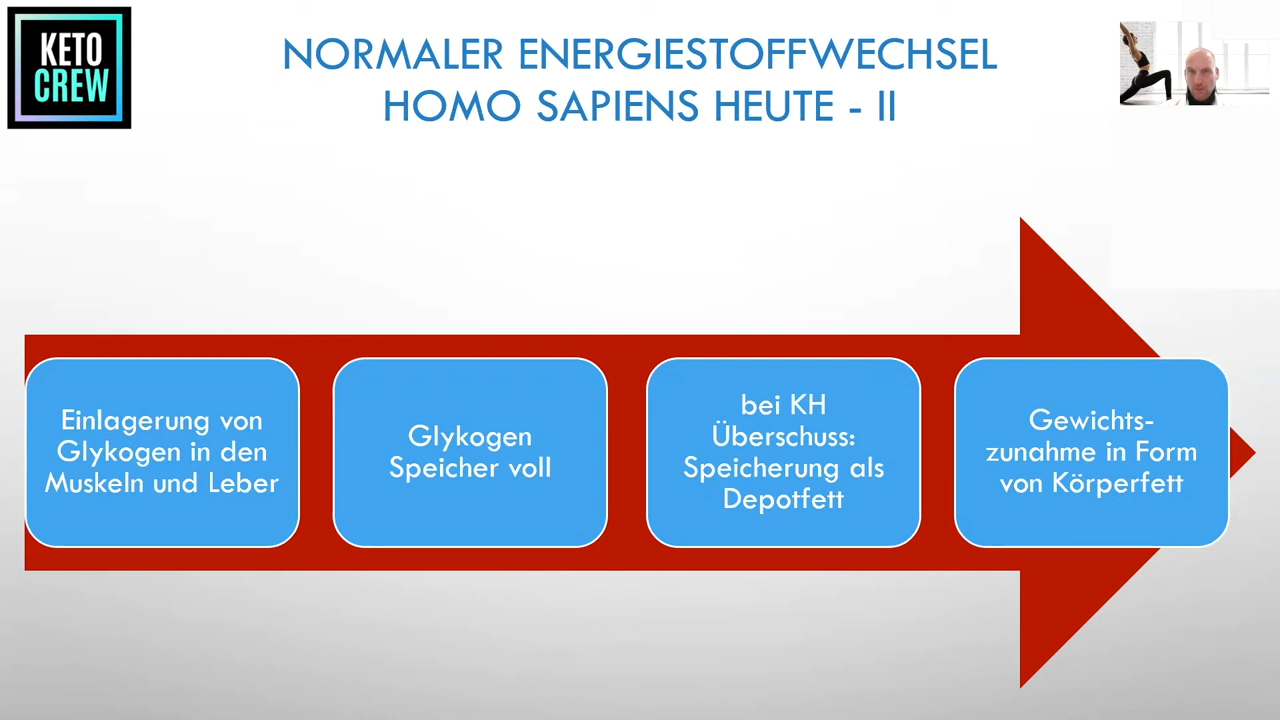 KETO
CREW
NORMALER ENERGIESTOFFWECHSEL
HOMO SAPIENS HEUTE - II
Einlagerung von
Glykogen in den
Muskeln und Leber
Glykogen
Speicher voll
bei KH
Überschuss:
Speicherung als
Depotfett
Gewichts-
zunahme in Form
von Körperfett